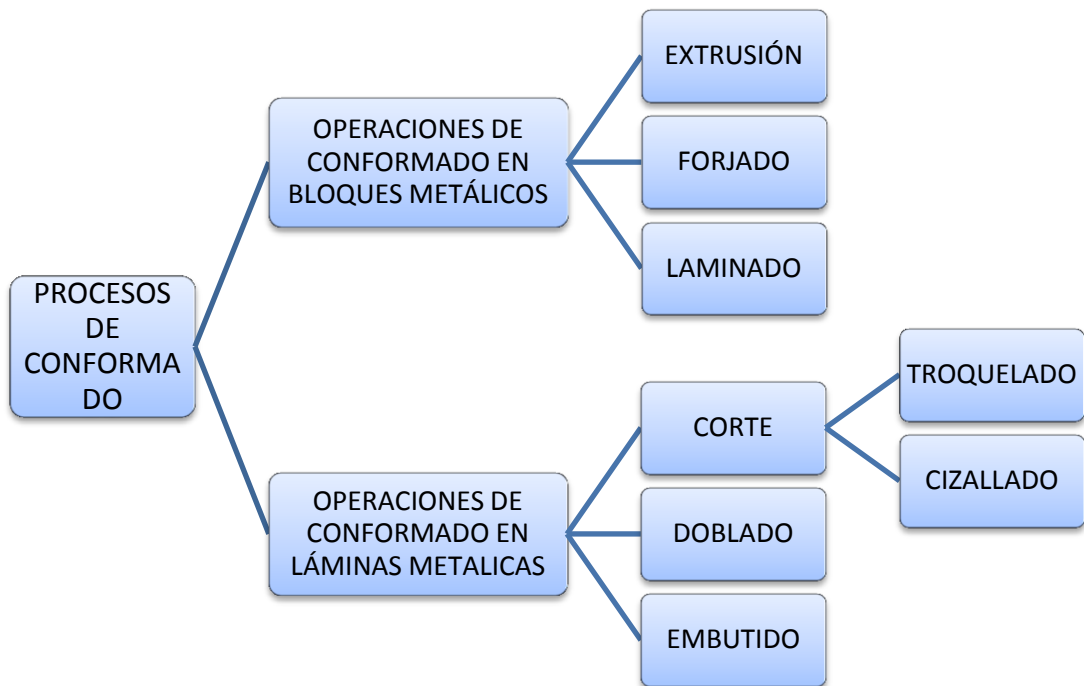 PROCESOS
DE
CONFORMA
DO
OPERACIONES DE
CONFORMADO EN
BLOQUES METÁLICOS
EXTRUSIÓN
FORJADO
LAMINADO
OPERACIONES DE
CONFORMADO EN
LÁMINAS METALICAS
CORTE
TROQUELADO
CIZALLADO
DOBLADO
EMBUTIDO